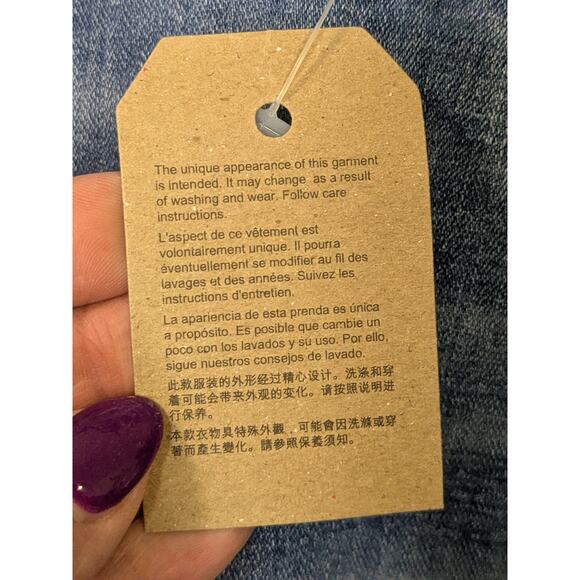 The unique appearance of this garment
is intended. It may change as a result
of washing and wear. Follow care
instructions.
L'aspect de ce vêtement est
volontairement unique. Il pourra
éventuellement se modifier au fil des
lavages et des années. Suivez les
instructions d'entretien.
La apariencia de esta prenda es única
a propósito. Es posible que cambie un
poco con los lavados y su uso. Por ello,
sigue nuestros consejos de lavado.
此款服装的外形经过精心设计。洗涤和穿
着可能会带来外观的变化。请按照说明进
行保养。
本款衣物具特殊外觀，可能會因洗滌或穿
著而產生變化。請參照保養須知。